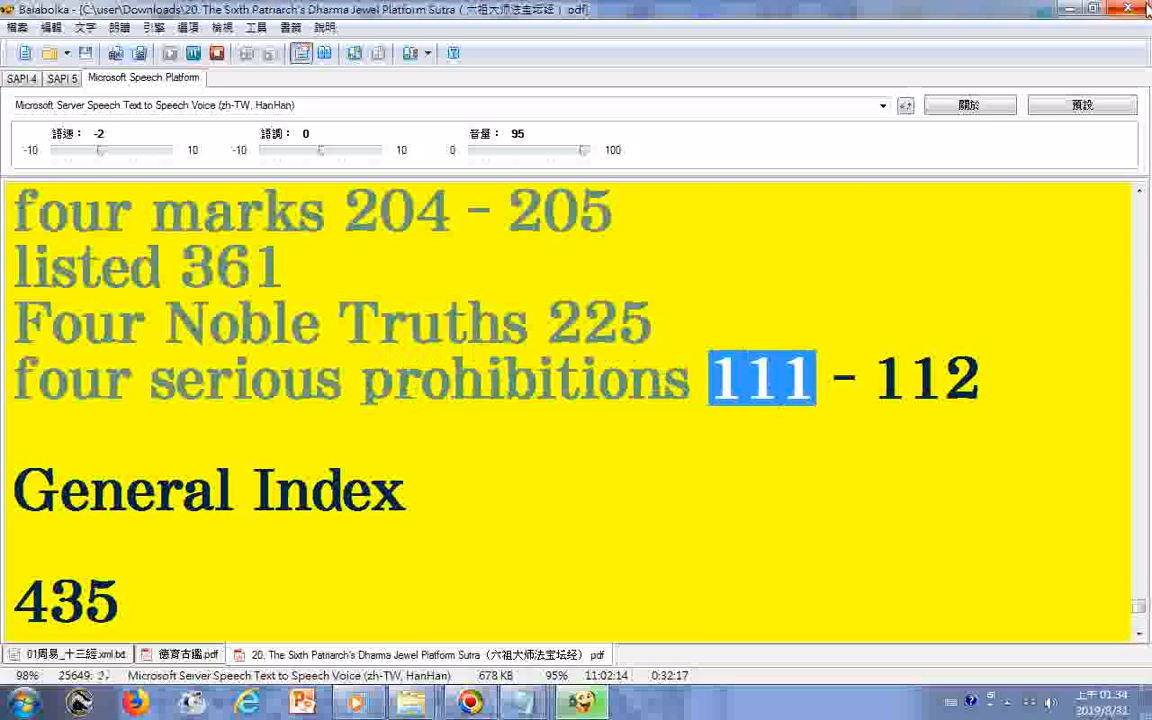 Balabolka - [C:\user\Downloads\20. The Sixth Patriarch's Dharma Jewel Platform Sutra（六祖大师法宝坛经）.pdf]
檔案 編輯 文字 朗讀 引擎 選項 檢視 工具 書籤 說明
SAPI 4 SAPI 5 Microsoft Speech Platform
Microsoft Server Speech Text to Speech Voice (zh-TW, HanHan) 關於 預設
語速： -2 語調： 0 音量： 95
-10 10 -10 10 0 100
four marks 204 - 205
listed 361
Four Noble Truths 225
four serious prohibitions 111 - 112
General Index
435
01周易_十三經.xml.txt 德育古鑑.pdf 20. The Sixth Patriarch's Dharma Jewel Platform Sutra（六祖大师法宝坛经） pdf
98% Microsoft Server Speech Text to Speech Voice (zh-TW, HanHan) 678 KB 95% 11:02:14 0:32:17
上午 01:34
2019/8/31